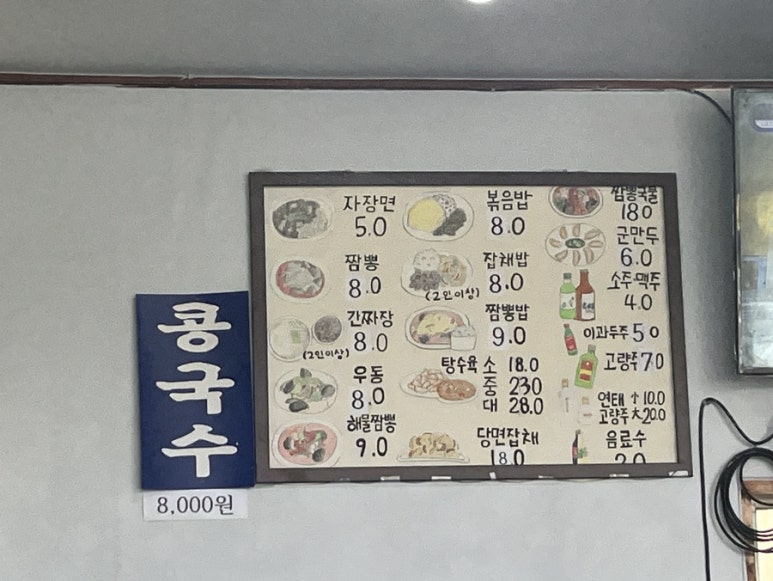 콩국수
8,000원
자장면
5.0
짬뽕
8.0
간짜장
(2인이상) 8.0
우동
8.0
해물짬뽕
9.0
볶음밥
8.0
잡채밥
8.0
(2인이상)
짬뽕밥
9.0
탕수육 소 18.0
중 23.0
대 28.0
당면잡채
18.0
짬뽕국물
18.0
군만두
6.0
소주·맥주
4.0
이과두주 5.0
고량주 7.0
연태 小 10.0
고량주 大 20.0
음료수
2.0